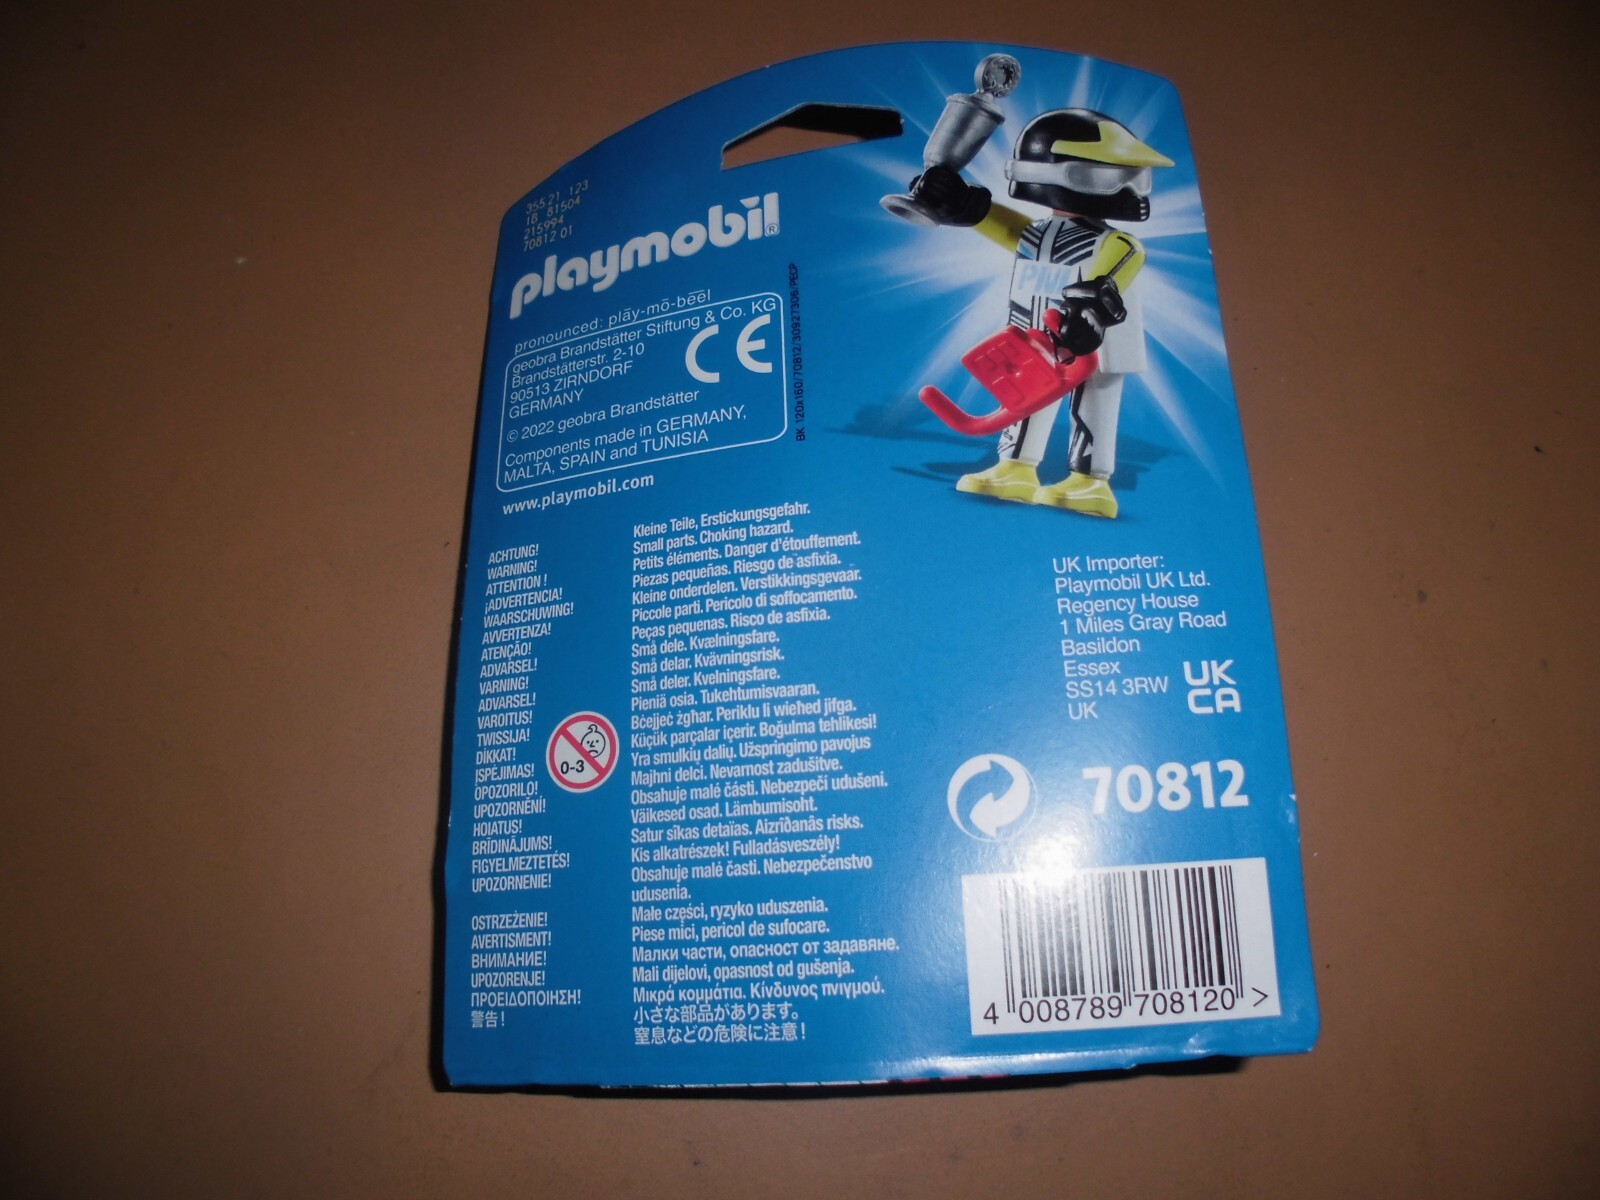 35521 123
16 81504
215994
70812 01
playmobil®
pronounced: plāy-mō-bēēl
geobra Brandstätter Stiftung & Co. KG
Brandstätterstr. 2-10
90513 ZIRNDORF
GERMANY
CE
© 2022 geobra Brandstätter
Components made in GERMANY,
MALTA, SPAIN and TUNISIA
www.playmobil.com
BK 120x160/70812/30927306/PECP
PM
ACHTUNG!
WARNING!
ATTENTION !
¡ADVERTENCIA!
WAARSCHUWING!
AVVERTENZA!
ATENÇÃO!
ADVARSEL!
VARNING!
ADVARSEL!
VAROITUS!
TWISSIJA!
DİKKAT!
ĮSPĖJIMAS!
OPOZORILO!
UPOZORNĚNÍ!
HOIATUS!
BRĪDINĀJUMS!
FIGYELMEZTETÉS!
UPOZORNENIE!
OSTRZEŻENIE!
AVERTISMENT!
ВНИМАНИЕ!
UPOZORENJE!
ΠΡΟΕΙΔΟΠΟΙΗΣΗ!
警告!
0-3
Kleine Teile, Erstickungsgefahr.
Small parts. Choking hazard.
Petits éléments. Danger d'étouffement.
Piezas pequeñas. Riesgo de asfixia.
Kleine onderdelen. Verstikkingsgevaar.
Piccole parti. Pericolo di soffocamento.
Peças pequenas. Risco de asfixia.
Små dele. Kvælningsfare.
Små delar. Kvävningsrisk.
Små deler. Kvelningsfare.
Pieniä osia. Tukehtumisvaaran.
Bċejjeċ żgħar. Periklu li wieħed jifga.
Küçük parçalar içerir. Boğulma tehlikesi!
Yra smulkių dalių. Užspringimo pavojus
Majhni delci. Nevarnost zadušitve.
Obsahuje malé části. Nebezpečí udušení.
Väikesed osad. Lämbumisoht.
Satur sīkas detaļas. Aizrīšanās risks.
Kis alkatrészek! Fulladásveszély!
Obsahuje malé časti. Nebezpečenstvo
udusenia.
Małe części, ryzyko uduszenia.
Piese mici, pericol de sufocare.
Малки части, опасност от задавяне.
Mali dijelovi, opasnost od gušenja.
Μικρά κομμάτια. Κίνδυνος πνιγμού.
小さな部品があります。
窒息などの危険に注意!
UK Importer:
Playmobil UK Ltd.
Regency House
1 Miles Gray Road
Basildon
Essex
SS14 3RW
UK
UK
CA
70812
4 008789 708120 >